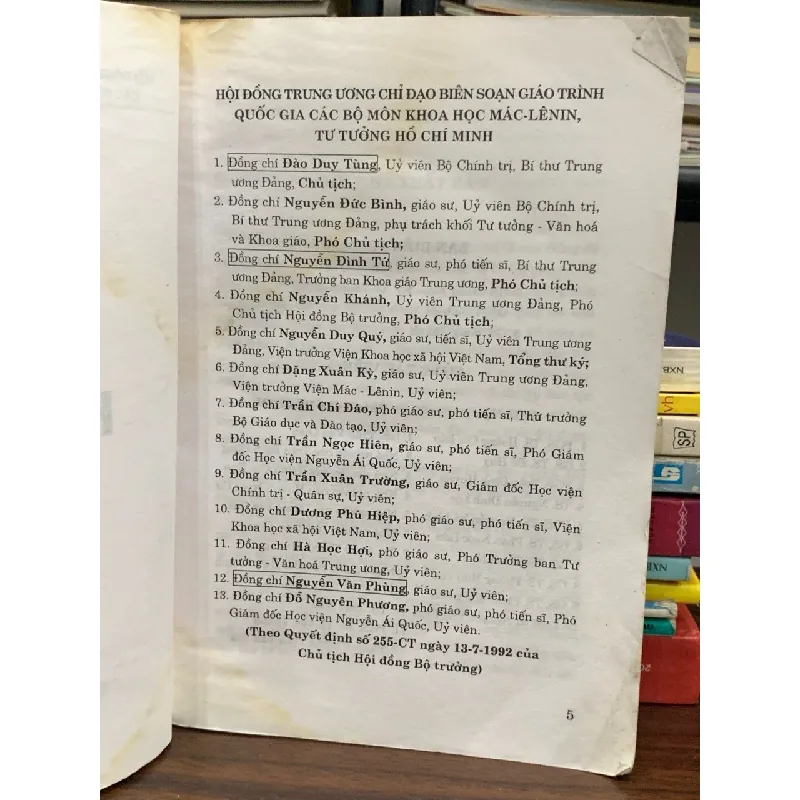 HỘI ĐỒNG TRUNG ƯƠNG CHỈ ĐẠO BIÊN SOẠN GIÁO TRÌNH
QUỐC GIA CÁC BỘ MÔN KHOA HỌC MÁC-LÊNIN,
TƯ TƯỞNG HỒ CHÍ MINH
1. Đồng chí Đào Duy Tùng, Uỷ viên Bộ Chính trị, Bí thư Trung
ương Đảng, Chủ tịch;
2. Đồng chí Nguyễn Đức Bình, giáo sư, Uỷ viên Bộ Chính trị,
Bí thư Trung ương Đảng, phụ trách khối Tư tưởng - Văn hoá
và Khoa giáo, Phó Chủ tịch;
3. Đồng chí Nguyễn Đình Tứ, giáo sư, phó tiến sĩ, Bí thư Trung
ương Đảng, Trưởng ban Khoa giáo Trung ương, Phó Chủ tịch;
4. Đồng chí Nguyễn Khánh, Uỷ viên Trung ương Đảng, Phó
Chủ tịch Hội đồng Bộ trưởng, Phó Chủ tịch;
5. Đồng chí Nguyễn Duy Quý, giáo sư, tiến sĩ, Uỷ viên Trung ương
Đảng, Viện trưởng Viện Khoa học xã hội Việt Nam, Tổng thư ký;
6. Đồng chí Đặng Xuân Kỳ, giáo sư, Uỷ viên Trung ương Đảng,
Viện trưởng Viện Mác - Lênin, Uỷ viên;
7. Đồng chí Trần Chí Đáo, phó giáo sư, phó tiến sĩ, Thứ trưởng
Bộ Giáo dục và Đào tạo, Uỷ viên;
8. Đồng chí Trần Ngọc Hiên, giáo sư, phó tiến sĩ, Phó Giám
đốc Học viện Nguyễn Ái Quốc, Uỷ viên;
9. Đồng chí Trần Xuân Trường, giáo sư, Giám đốc Học viện
Chính trị - Quân sự, Uỷ viên;
10. Đồng chí Dương Phú Hiệp, phó giáo sư, phó tiến sĩ, Viện
Khoa học xã hội Việt Nam, Uỷ viên;
11. Đồng chí Hà Học Hợi, phó giáo sư, Phó Trưởng ban Tư
tưởng - Văn hoá Trung ương, Uỷ viên;
12. Đồng chí Nguyễn Văn Phùng, giáo sư, Uỷ viên;
13. Đồng chí Đỗ Nguyên Phương, phó giáo sư, phó tiến sĩ, Phó
Giám đốc Học viện Nguyễn Ái Quốc, Uỷ viên.
(Theo Quyết định số 255-CT ngày 13-7-1992 của
Chủ tịch Hội đồng Bộ trưởng)
5
NXB
vh
SP